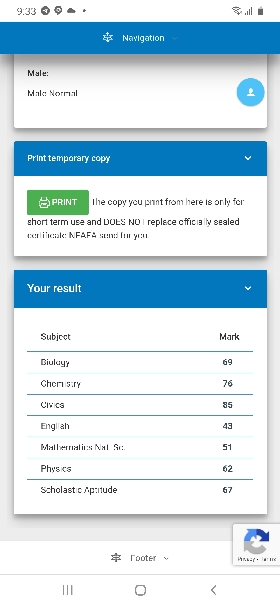 9:33
Navigation
Male:
Male Normal
Print temporary copy
PRINT The copy you print from here is only for
short term use and DOES NOT replace officially sealed
certificate NEAEA send for you.
Your result
Subject Mark
Biology 69
Chemistry 76
Civics 85
English 43
Mathematics Nat. Sc. 51
Physics 62
Scholastic Aptitude 67
Footer
Privacy - Terms